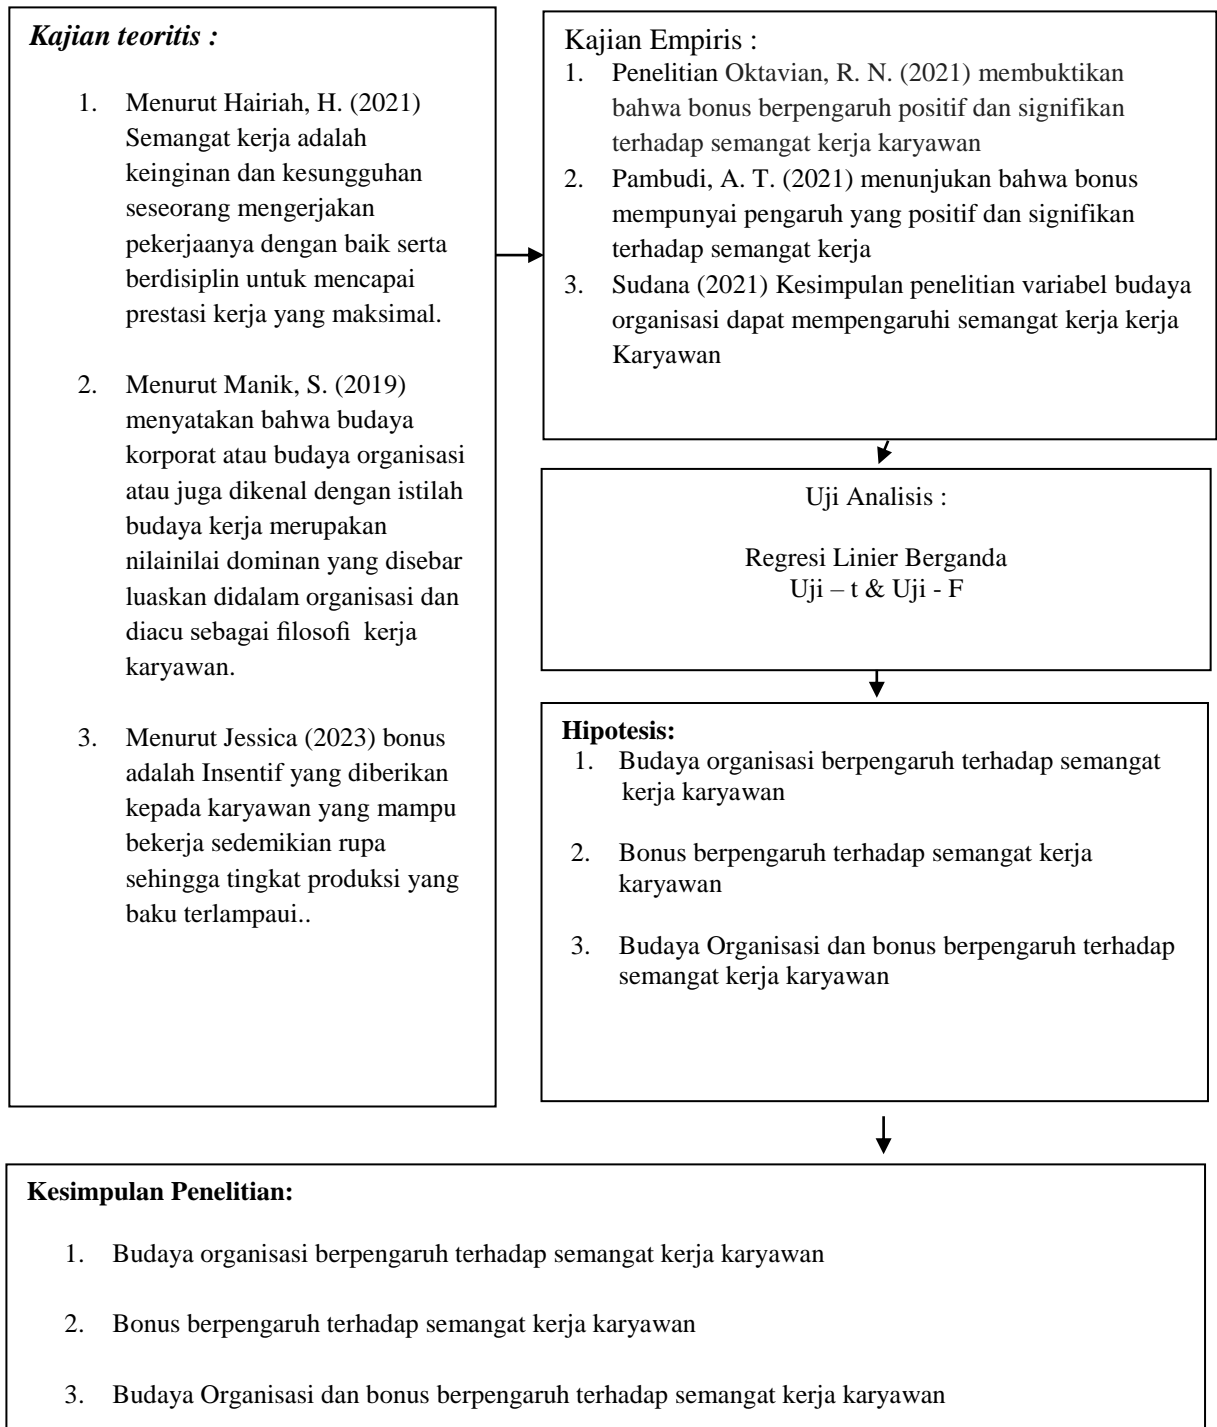 Kajian teoritis :
1. Menurut Hairiah, H. (2021)
Semangat kerja adalah
keinginan dan kesungguhan
seseorang mengerjakan
pekerjaanya dengan baik serta
berdisiplin untuk mencapai
prestasi kerja yang maksimal.
2. Menurut Manik, S. (2019)
menyatakan bahwa budaya
korporat atau budaya organisasi
atau juga dikenal dengan istilah
budaya kerja merupakan
nilainilai dominan yang disebar
luaskan didalam organisasi dan
diacu sebagai filosofi kerja
karyawan.
3. Menurut Jessica (2023) bonus
adalah Insentif yang diberikan
kepada karyawan yang mampu
bekerja sedemikian rupa
sehingga tingkat produksi yang
baku terlampaui..
Kajian Empiris :
1. Penelitian Oktavian, R. N. (2021) membuktikan
bahwa bonus berpengaruh positif dan signifikan
terhadap semangat kerja karyawan
2. Pambudi, A. T. (2021) menunjukan bahwa bonus
mempunyai pengaruh yang positif dan signifikan
terhadap semangat kerja
3. Sudana (2021) Kesimpulan penelitian variabel budaya
organisasi dapat mempengaruhi semangat kerja kerja
Karyawan
Uji Analisis :
Regresi Linier Berganda
Uji – t & Uji - F
Hipotesis:
1. Budaya organisasi berpengaruh terhadap semangat
kerja karyawan
2. Bonus berpengaruh terhadap semangat kerja
karyawan
3. Budaya Organisasi dan bonus berpengaruh terhadap
semangat kerja karyawan
Kesimpulan Penelitian:
1. Budaya organisasi berpengaruh terhadap semangat kerja karyawan
2. Bonus berpengaruh terhadap semangat kerja karyawan
3. Budaya Organisasi dan bonus berpengaruh terhadap semangat kerja karyawan